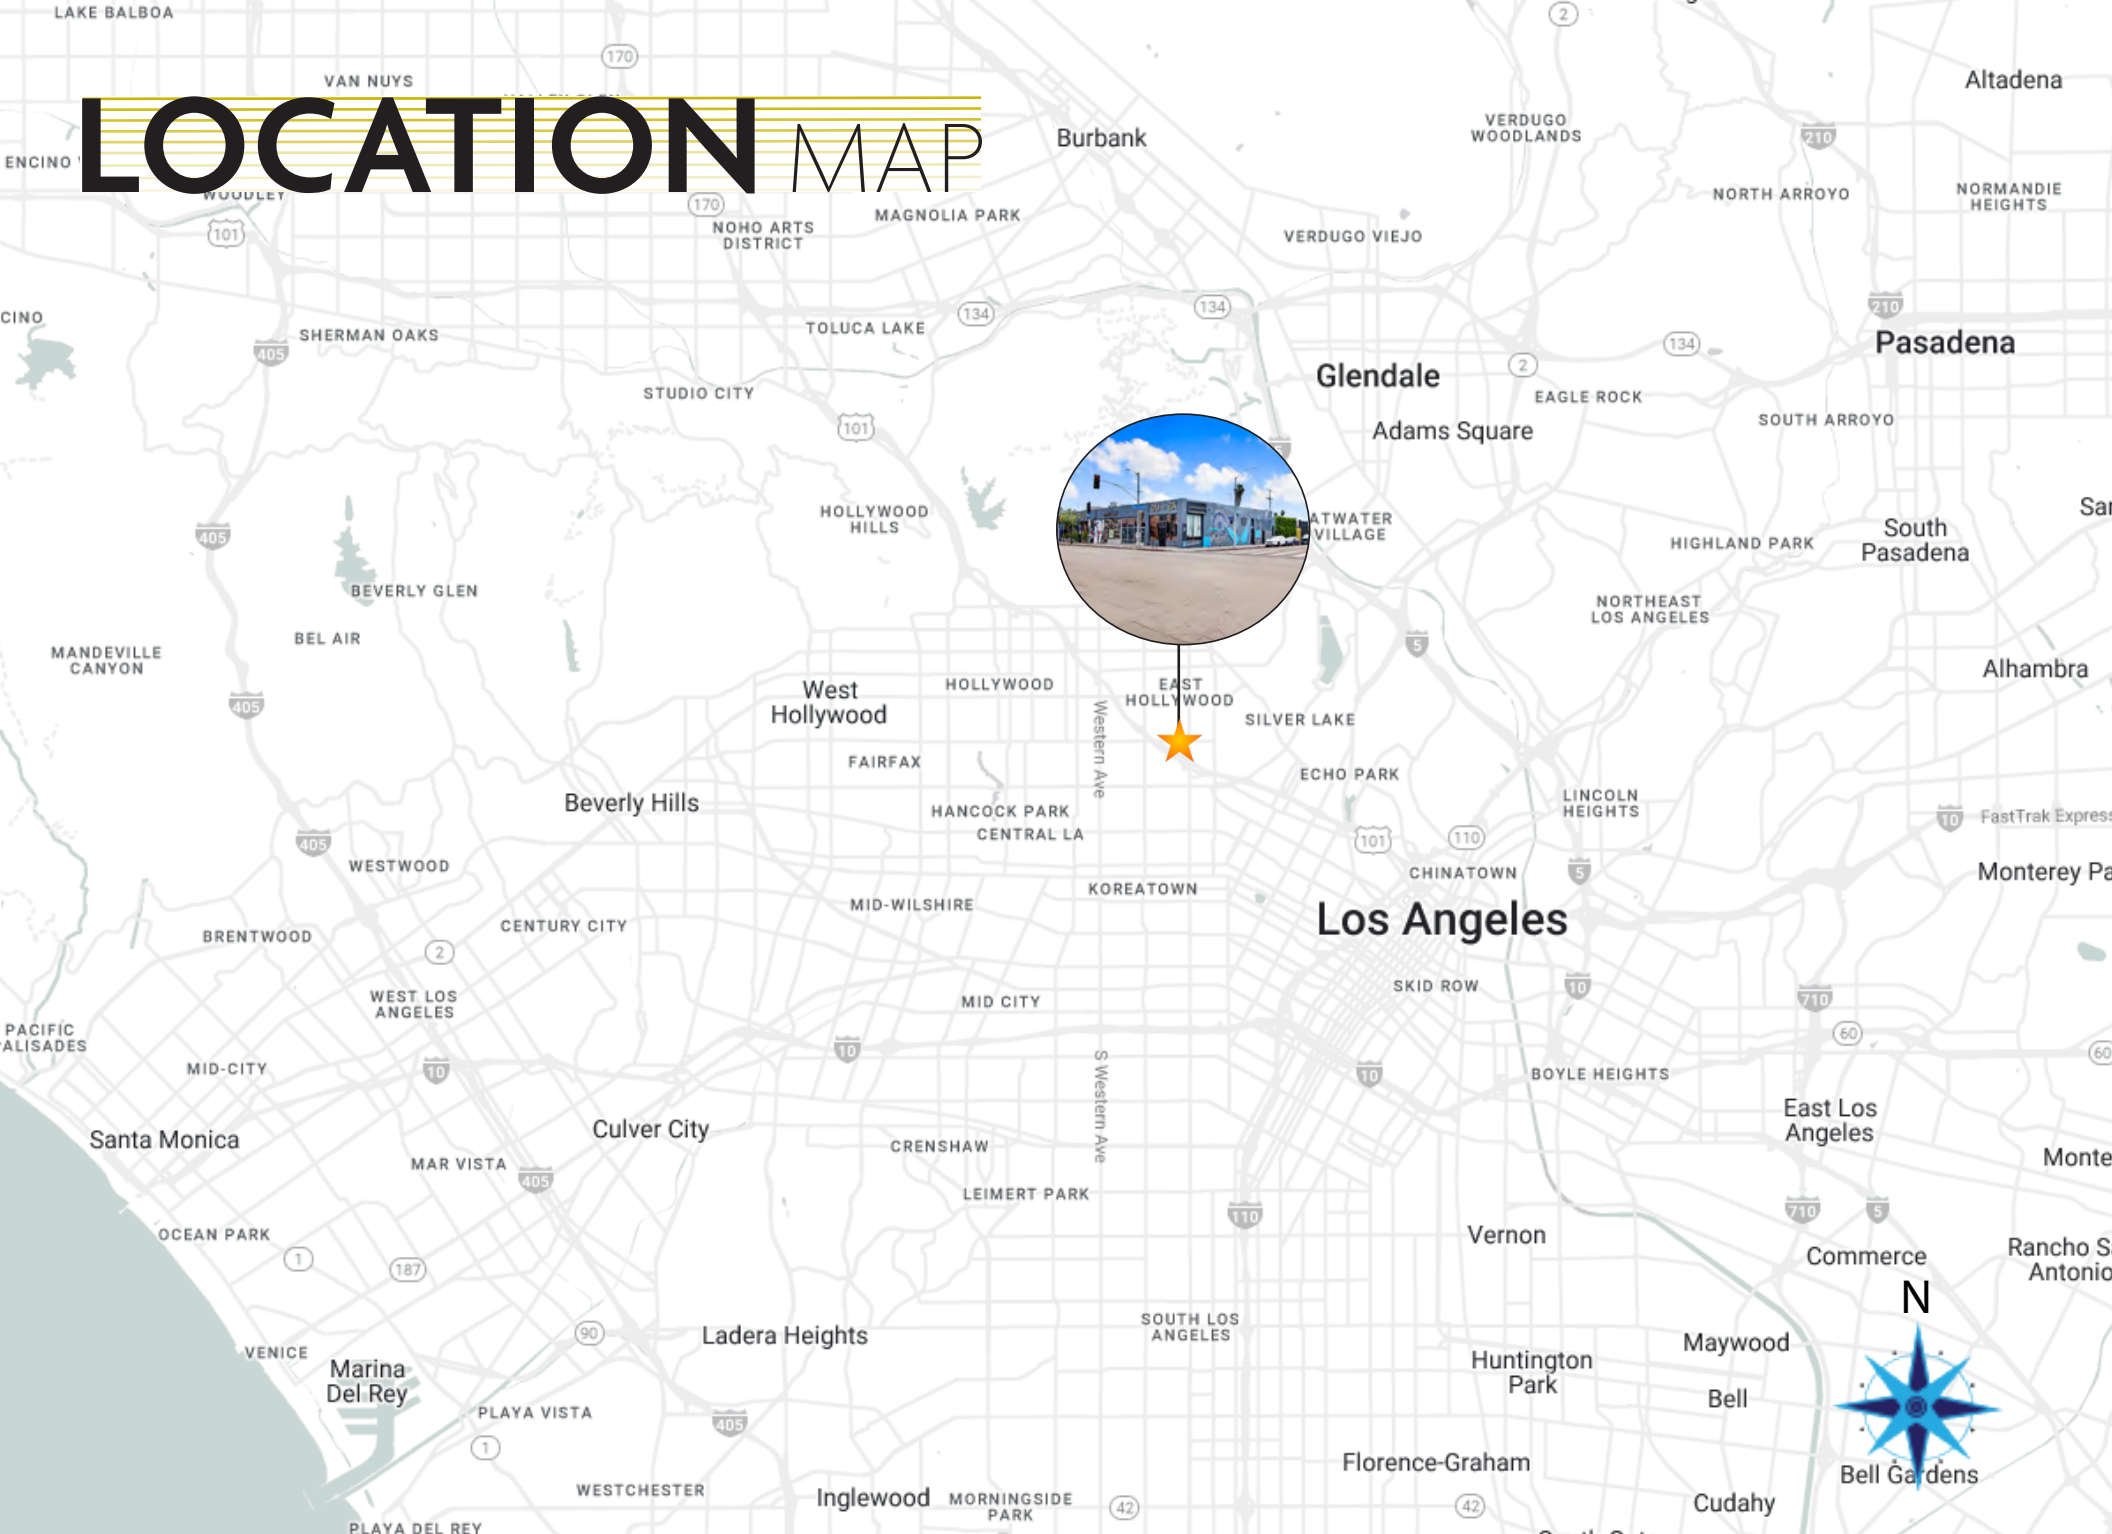 LAKE BALBOA
2
170
VAN NUYS
Altadena
LOCATION MAP
VERDUGO
WOODLANDS
Burbank
210
ENCINO
WOODLEY
170
NORTH ARROYO
NORMANDIE
HEIGHTS
101
NOHO ARTS
DISTRICT
MAGNOLIA PARK
VERDUGO VIEJO
CINO
134
134
210
SHERMAN OAKS
TOLUCA LAKE
405
134
Pasadena
2
Glendale
STUDIO CITY
EAGLE ROCK
101
Adams Square
SOUTH ARROYO
5
HOLLYWOOD
HILLS
ATWATER
VILLAGE
405
HIGHLAND PARK
South
Pasadena
San
BEVERLY GLEN
NORTHEAST
LOS ANGELES
BEL AIR
5
MANDEVILLE
CANYON
Alhambra
405
West
Hollywood
HOLLYWOOD
EAST
HOLLYWOOD
SILVER LAKE
Western Ave
FAIRFAX
ECHO PARK
Beverly Hills
HANCOCK PARK
CENTRAL LA
LINCOLN
HEIGHTS
10
FastTrak Express
405
101
110
WESTWOOD
CHINATOWN
5
Monterey Pa
KOREATOWN
MID-WILSHIRE
Los Angeles
CENTURY CITY
BRENTWOOD
2
WEST LOS
ANGELES
MID CITY
SKID ROW
10
710
PACIFIC
PALISADES
60
60
10
MID-CITY
10
10
BOYLE HEIGHTS
S Western Ave
East Los
Angeles
Santa Monica
Culver City
CRENSHAW
Monte
MAR VISTA
405
LEIMERT PARK
110
710
5
OCEAN PARK
Vernon
1
187
Commerce
Rancho S
Antonio
N
SOUTH LOS
ANGELES
90
Ladera Heights
Maywood
VENICE
Marina
Del Rey
Huntington
Park
Bell
PLAYA VISTA
405
1
Florence-Graham
Bell Gardens
WESTCHESTER
Inglewood
MORNINGSIDE
PARK
42
42
Cudahy
PLAYA DEL REY